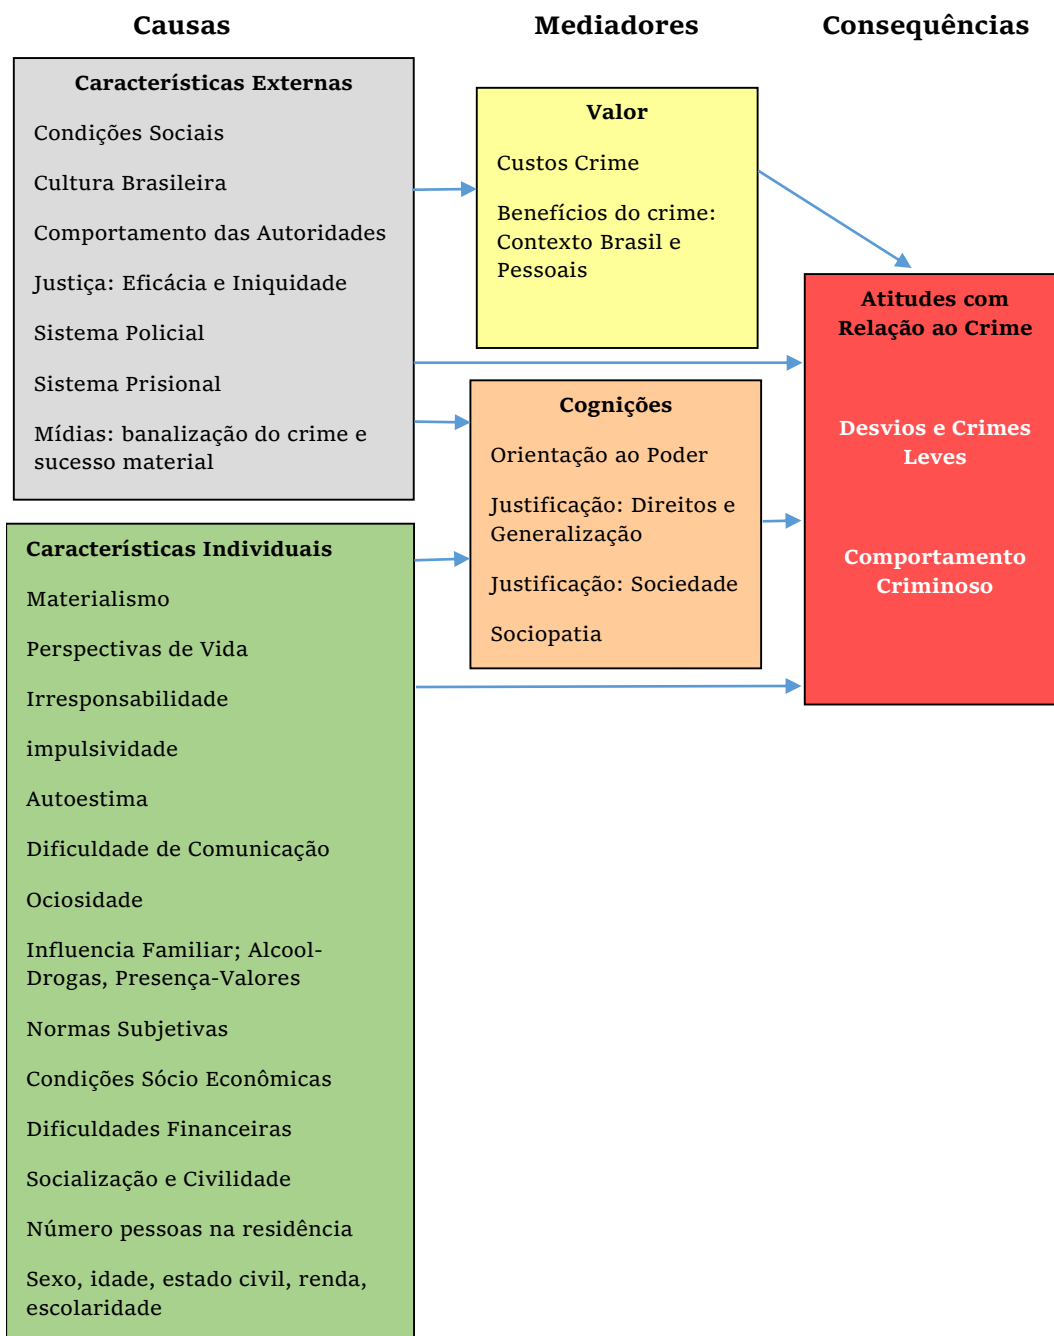 Causas
Mediadores
Consequências
Características Externas
Condições Sociais
Cultura Brasileira
Comportamento das Autoridades
Justiça: Eficácia e Iniquidade
Sistema Policial
Sistema Prisional
Mídias: banalização do crime e
sucesso material
Valor
Custos Crime
Benefícios do crime:
Contexto Brasil e
Pessoais
Cognições
Orientação ao Poder
Justificação: Direitos e
Generalização
Justificação: Sociedade
Sociopatia
Atitudes com
Relação ao Crime
Desvios e Crimes
Leves
Comportamento
Criminoso
Características Individuais
Materialismo
Perspectivas de Vida
Irresponsabilidade
impulsividade
Autoestima
Dificuldade de Comunicação
Ociosidade
Influencia Familiar; Alcool-
Drogas, Presença-Valores
Normas Subjetivas
Condições Sócio Econômicas
Dificuldades Financeiras
Socialização e Civilidade
Número pessoas na residência
Sexo, idade, estado civil, renda,
escolaridade